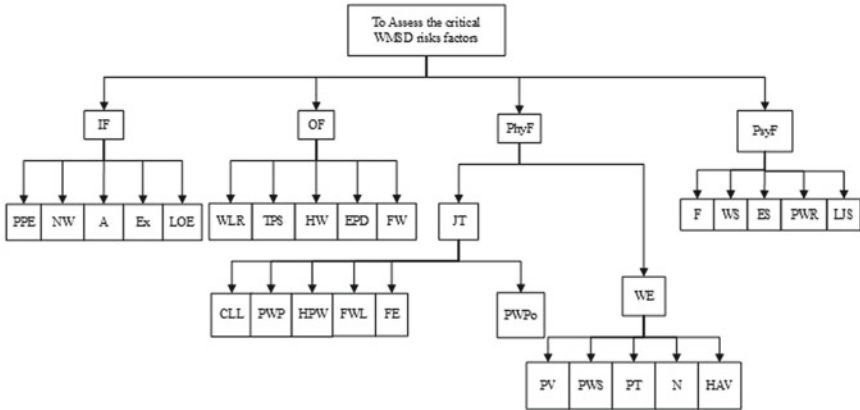 To Assess the critical
WMSD risks factors
IF
OF
PhyF
PsyF
PPE
NW
A
Ex
LOE
WLR
TPS
HW
EPD
FW
JT
F
WS
ES
PWR
LJS
CLL
PWP
HPW
FWL
FE
PWPo
WE
PV
PWS
PT
N
HAV